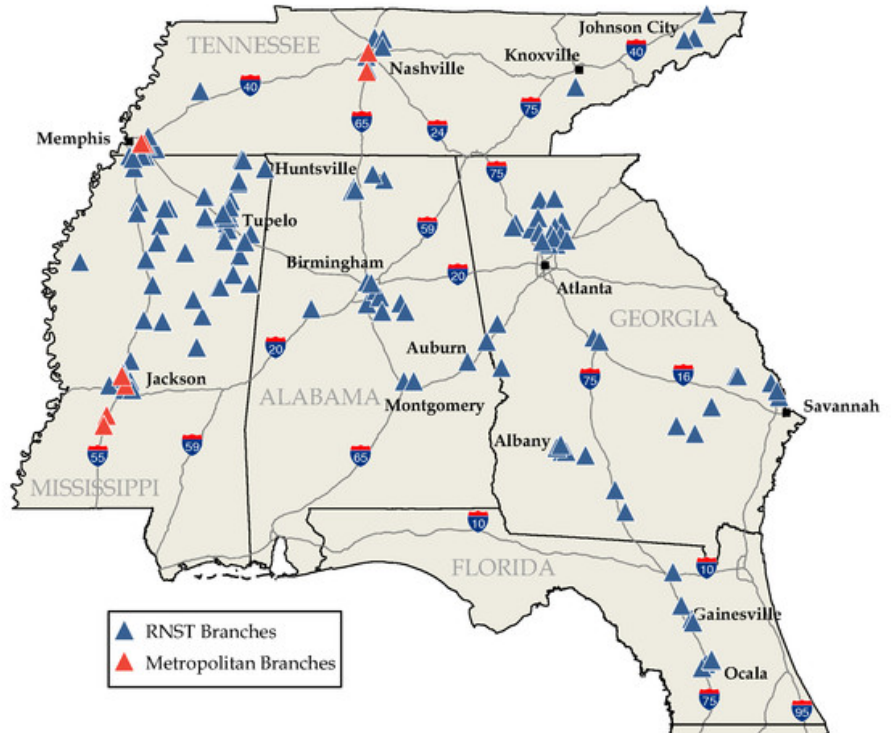 Johnson City
TENNESSEE
40
Knoxville
Nashville
40
75
65
24
Memphis
Huntsville
75
Tupelo
59
Birmingham
20
Atlanta
GEORGIA
20
Auburn
Jackson
75
16
ALABAMA
Montgomery
Savannah
Albany
59
55
65
MISSISSIPPI
10
FLORIDA
10
Gainesville
RNST Branches
Metropolitan Branches
Ocala
75
95